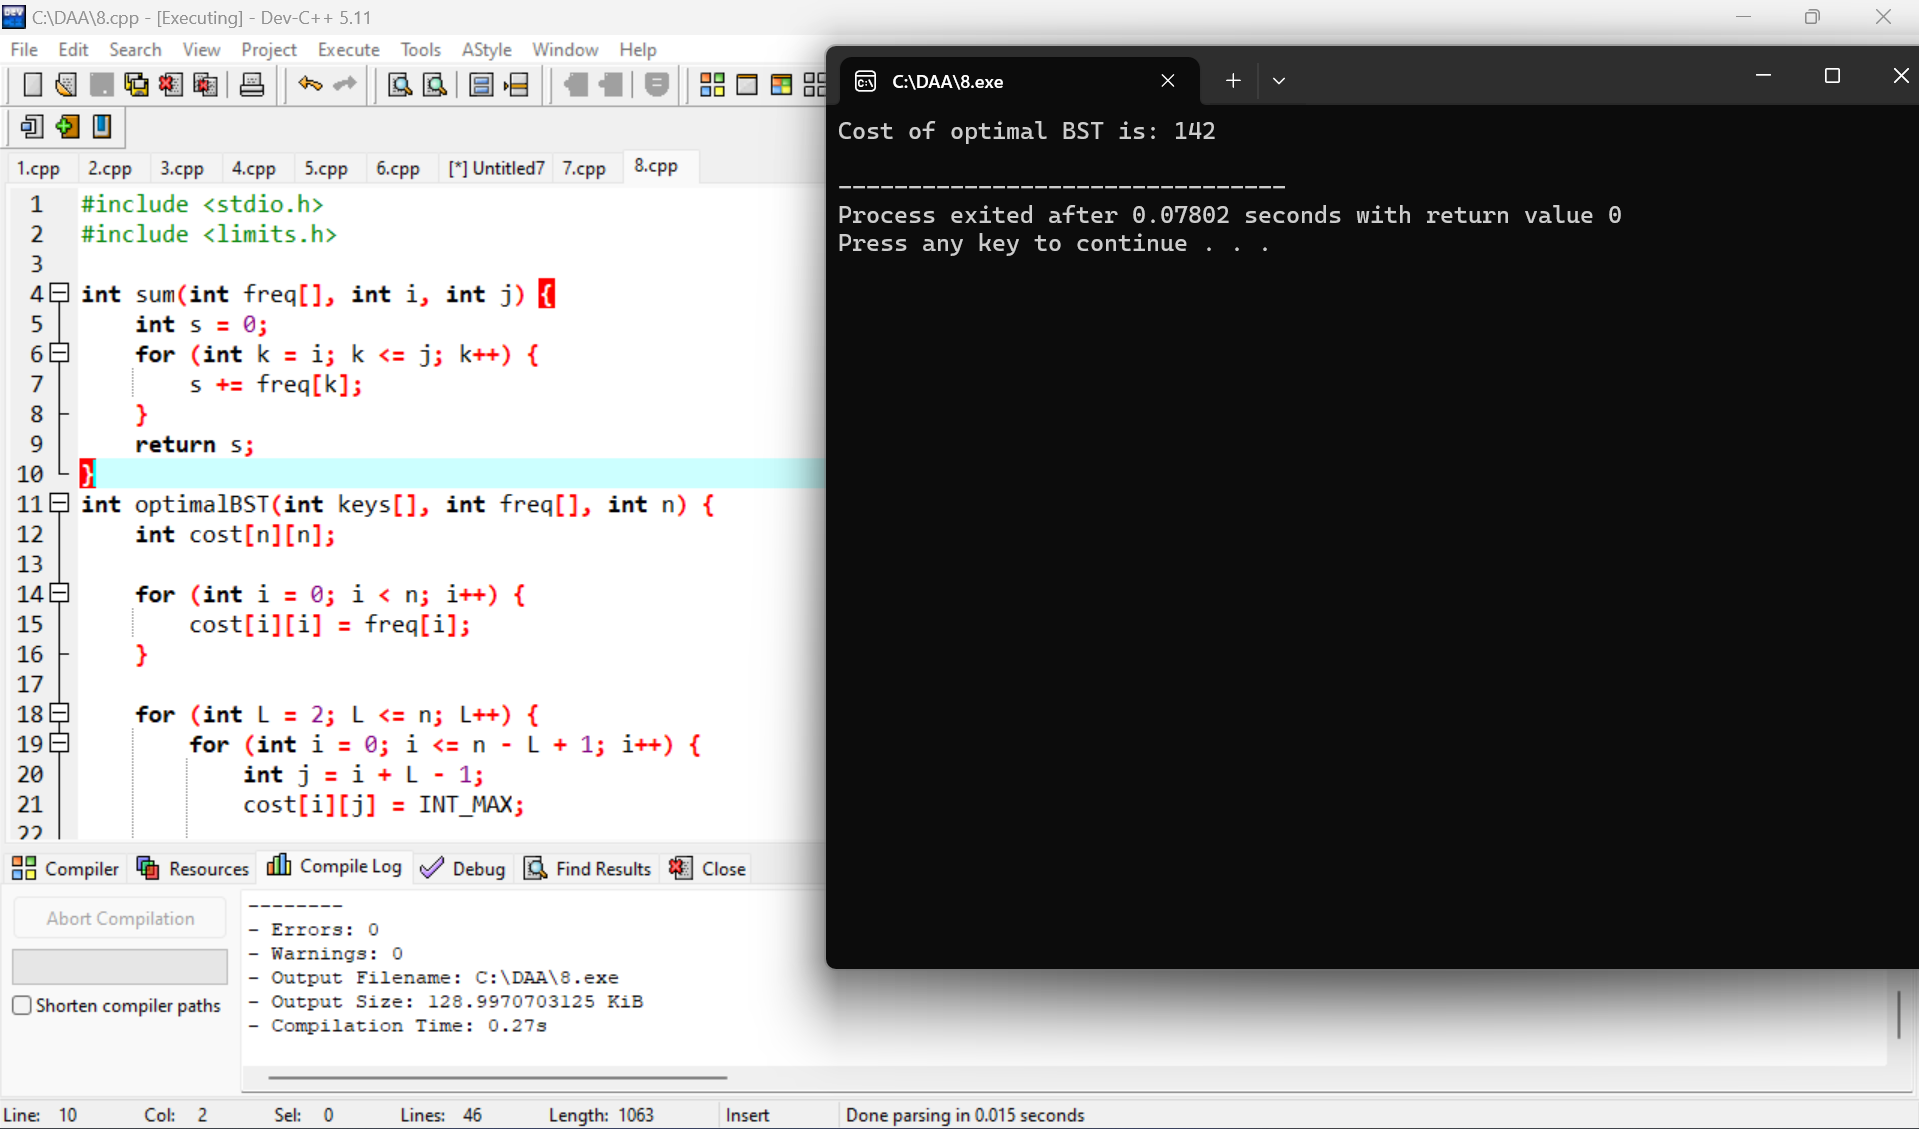 C:\DAA\8.cpp - [Executing] - Dev-C++ 5.11
File Edit Search View Project Execute Tools AStyle Window Help
1.cpp 2.cpp 3.cpp 4.cpp 5.cpp 6.cpp [*] Untitled7 7.cpp 8.cpp
1 #include <stdio.h>
2 #include <limits.h>
3
4 int sum(int freq[], int i, int j) {
5 int s = 0;
6 for (int k = i; k <= j; k++) {
7 s += freq[k];
8 }
9 return s;
10 }
11 int optimalBST(int keys[], int freq[], int n) {
12 int cost[n][n];
13
14 for (int i = 0; i < n; i++) {
15 cost[i][i] = freq[i];
16 }
17
18 for (int L = 2; L <= n; L++) {
19 for (int i = 0; i <= n - L + 1; i++) {
20 int j = i + L - 1;
21 cost[i][j] = INT_MAX;
22
C:\DAA\8.exe
Cost of optimal BST is: 142
--------------------------------
Process exited after 0.07802 seconds with return value 0
Press any key to continue . . .
Compiler Resources Compile Log Debug Find Results Close
Abort Compilation
Shorten compiler paths
--------
- Errors: 0
- Warnings: 0
- Output Filename: C:\DAA\8.exe
- Output Size: 128.9970703125 KiB
- Compilation Time: 0.27s
Line: 10 Col: 2 Sel: 0 Lines: 46 Length: 1063 Insert Done parsing in 0.015 seconds